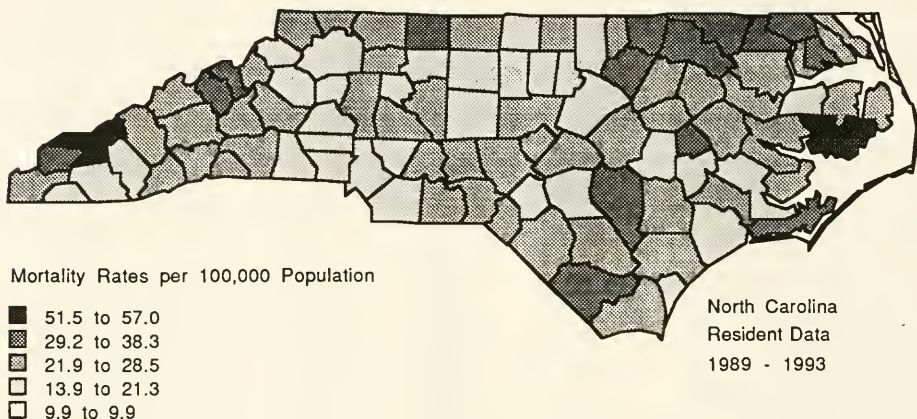 Mortality Rates per 100,000 Population
51.5 to 57.0
29.2 to 38.3
21.9 to 28.5
13.9 to 21.3
9.9 to 9.9
North Carolina
Resident Data
1989 - 1993